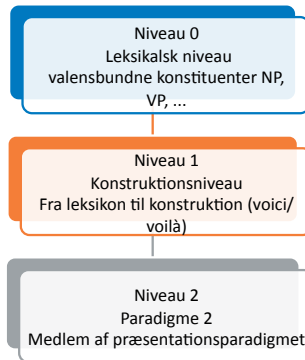 Niveau 0
Leksikalsk niveau
valensbundne konstituenter NP,
VP, ...
Niveau 1
Konstruktionsniveau
Fra leksikon til konstruktion (voici/
voilà)
Niveau 2
Paradigme 2
Medlem af præsentationsparadigmet